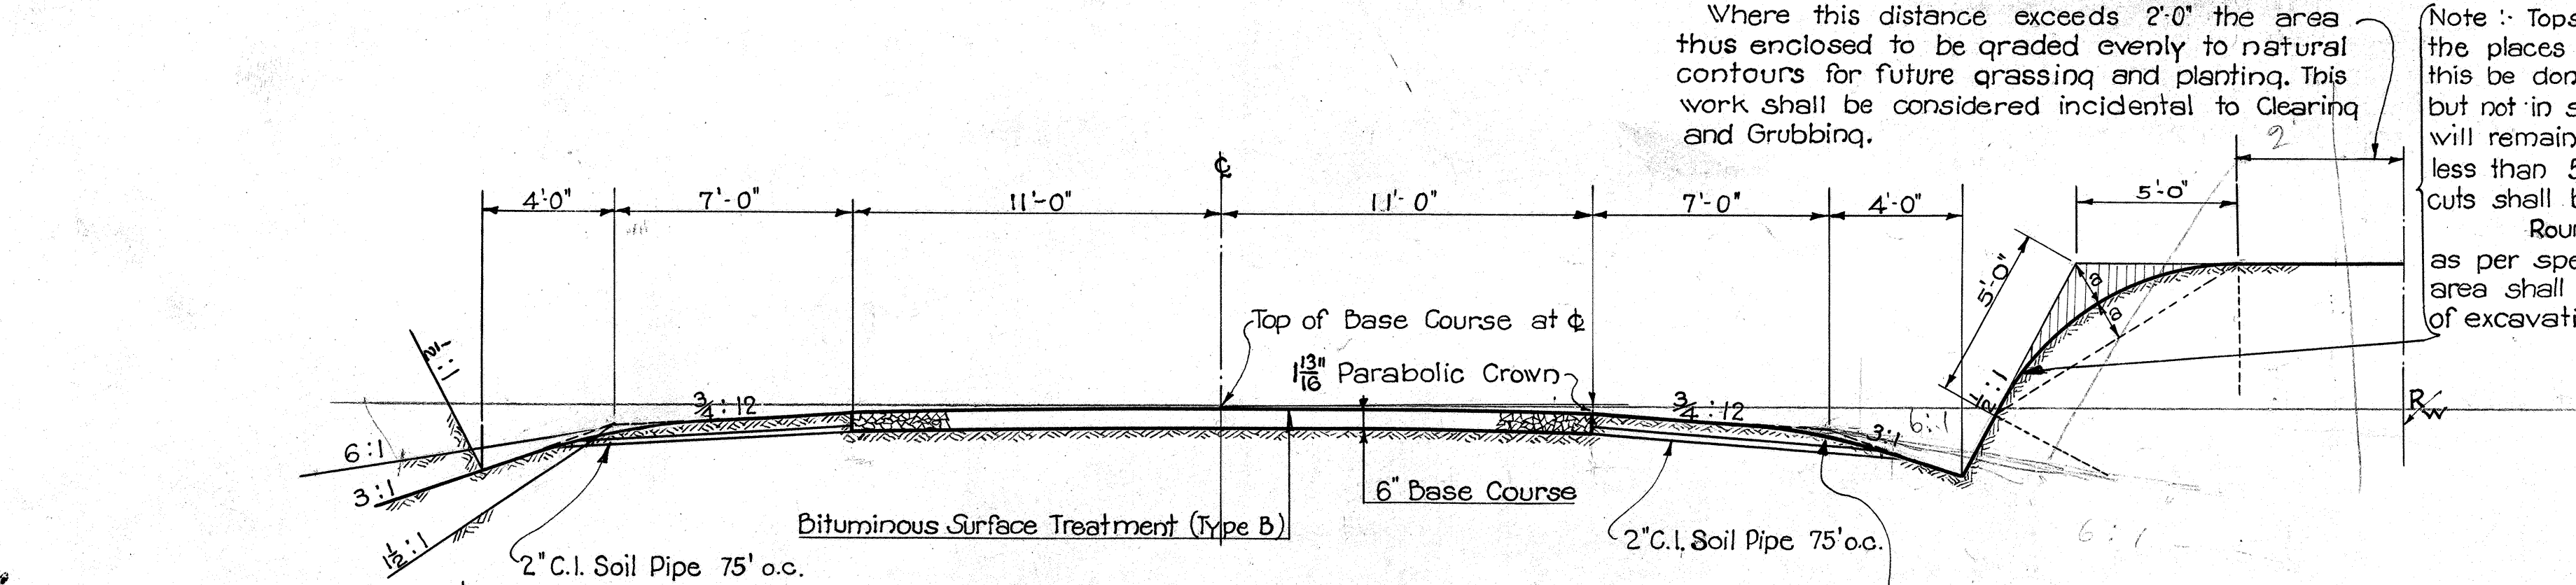 Where this distance exceeds 2'-0" the area
thus enclosed to be graded evenly to natural
contours for future grassing and planting. This
work shall be considered incidental to Clearing
and Grubbing.
Note :- Tops
the places
this be don
but not in s
will remain
less than 5
cuts shall b
Rour
as per spe
area shall
of excavati
2'
℄
4'-0" 7'-0" 11'-0" 11'-0" 7'-0" 4'-0" 5'-0"
5'-0"
a
a
Top of Base Course at ℄
1 13/16" Parabolic Crown
1/2:1
3/4:12
3/4:12
1/2:1
R/W
6:1
3:1
6:1
3:1
1 1/2:1
6" Base Course
Bituminous Surface Treatment (Type B)
2" C.I. Soil Pipe 75' o.c.
2" C.I. Soil Pipe 75' o.c.
6:1